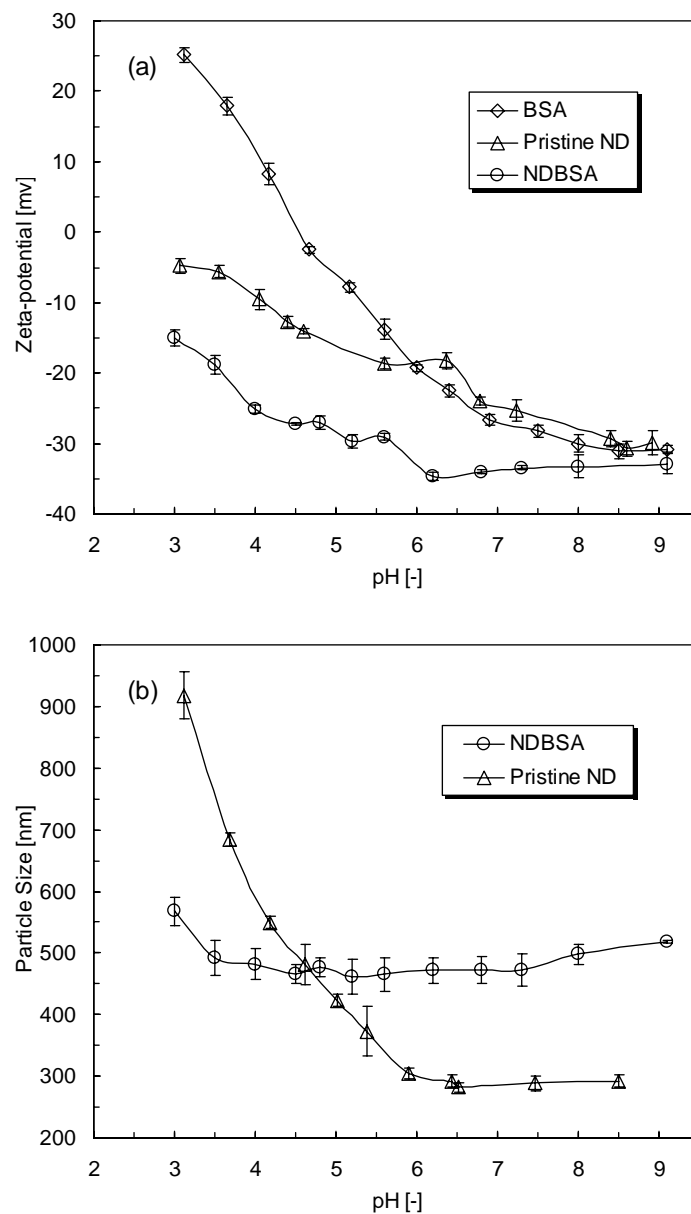 30
20
10
0
-10
-20
-30
-40
Zeta-potential [mv]
(a)
BSA
Pristine ND
NDBSA
2 3 4 5 6 7 8 9
pH [-]
1000
900
800
700
600
500
400
300
200
Particle Size [nm]
(b)
NDBSA
Pristine ND
2 3 4 5 6 7 8 9
pH [-]